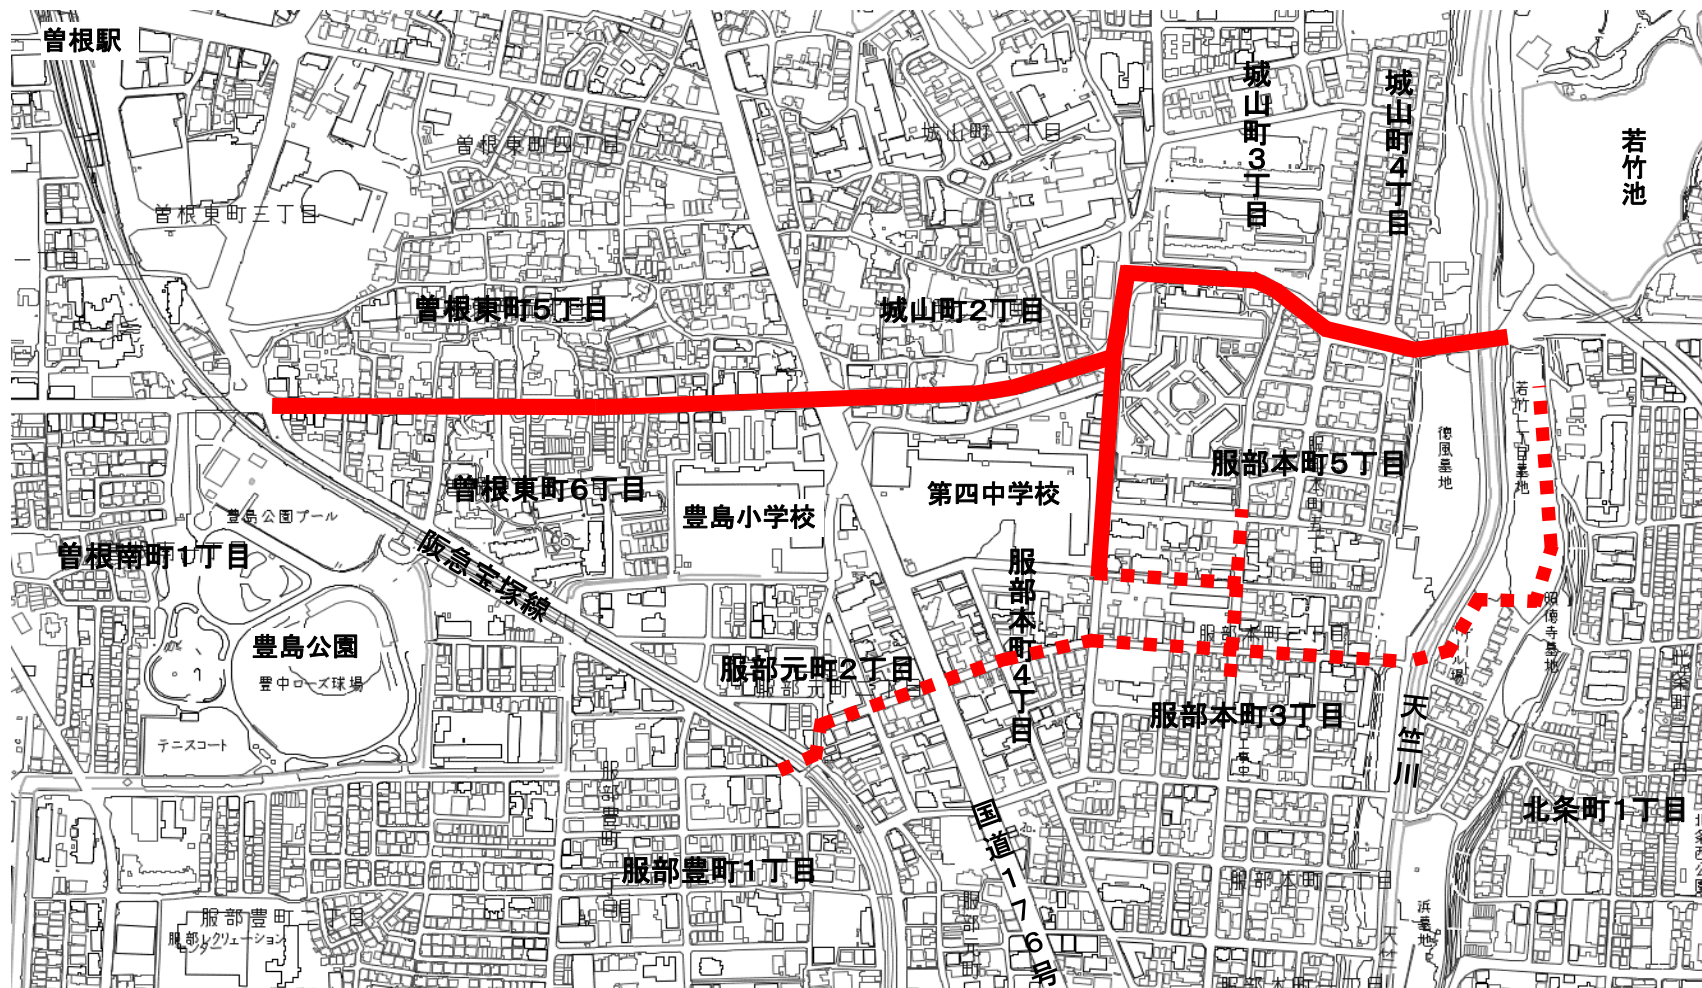 曽根駅
城山町3丁目
城山町4丁目
若竹池
曽根東町四丁目
城山町一丁目
曽根東町三丁目
曽根東町5丁目
城山町2丁目
若竹一丁目墓地
徳風墓地
服部本町5丁目
曽根東町6丁目
第四中学校
豊島小学校
豊島公園プール
曽根南町1丁目
阪急宝塚線
服部本町4丁目
豊島公園
豊中ローズ球場
服部元町2丁目
服部本町三丁目
昭徳寺墓地
服部本町3丁目
天竺川
テニスコート
国道176号
北条町1丁目
服部豊町1丁目
服部本町二丁目
服部豊町二丁目
服部レクリェーション
センター
浜墓地